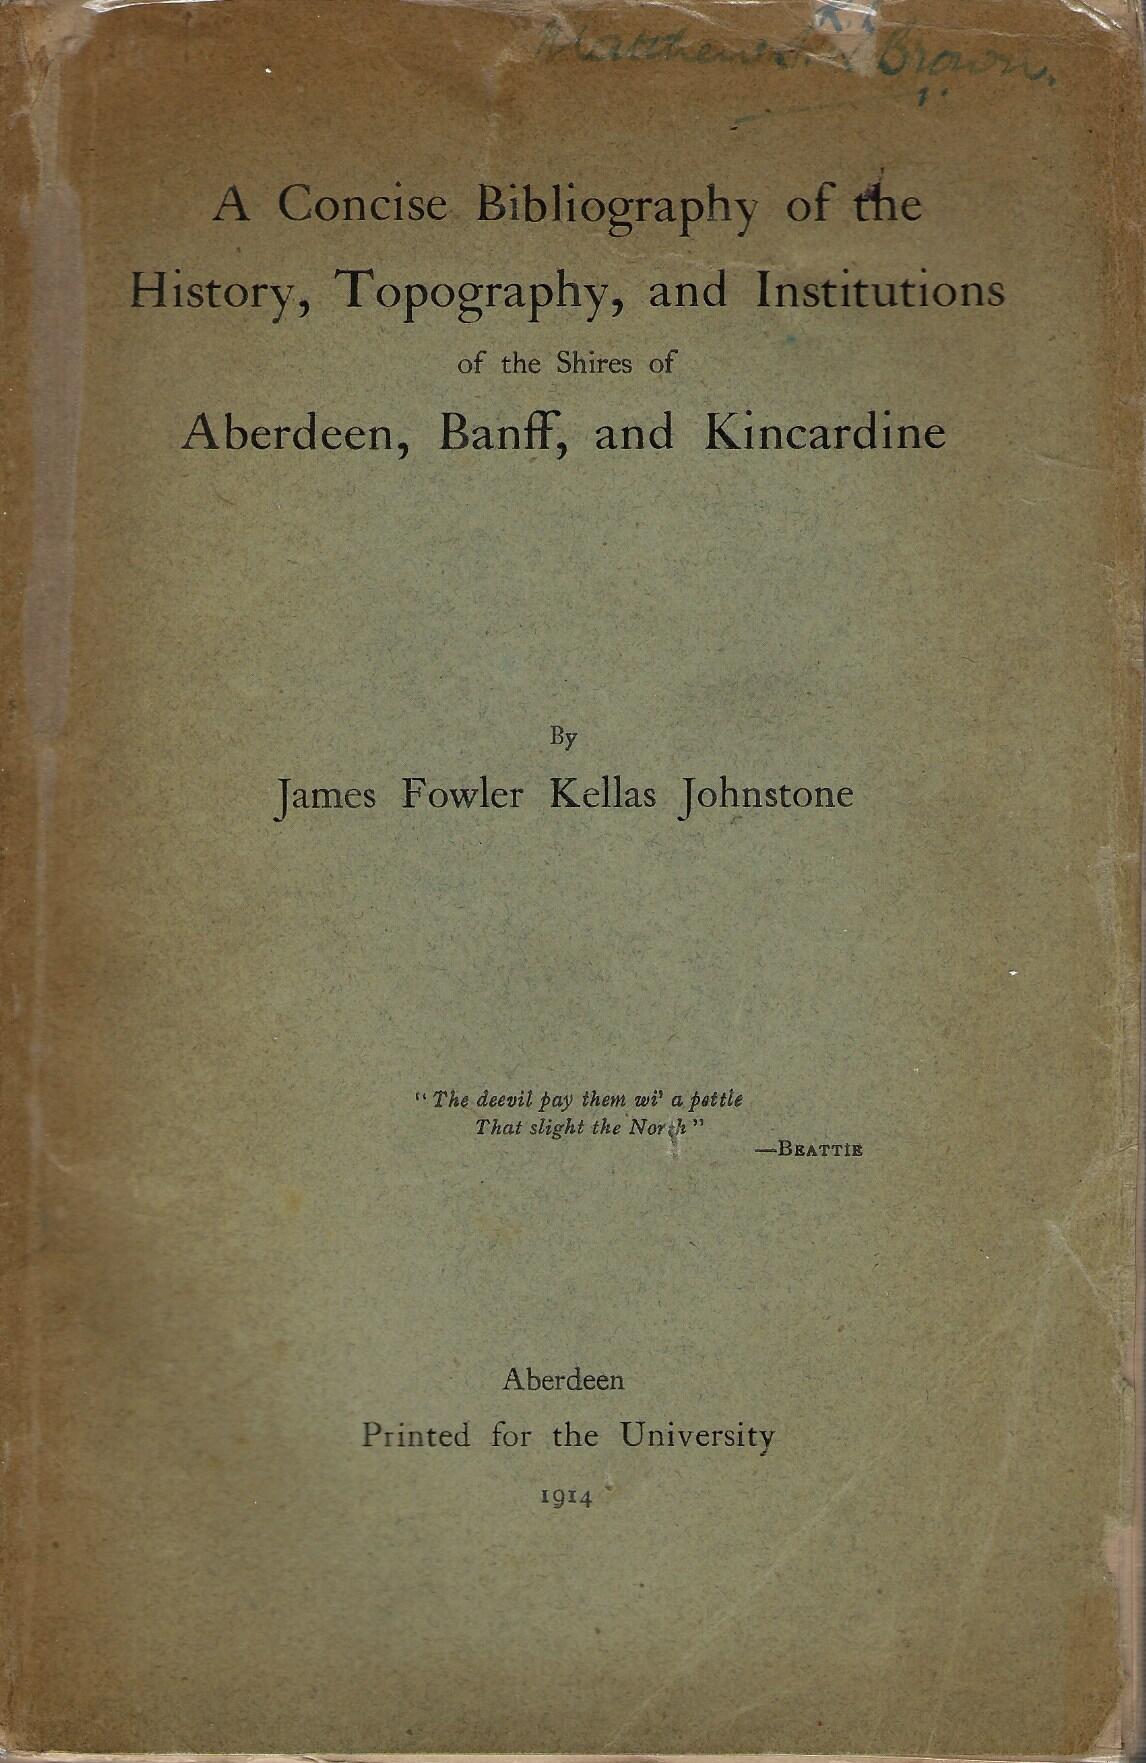 Brown.
A Concise Bibliography of the
History, Topography, and Institutions
of the Shires of
Aberdeen, Banff, and Kincardine
By
James Fowler Kellas Johnstone
“The deevil pay them wi’ a pettle
That slight the North”
—BEATTIE
Aberdeen
Printed for the University
1914